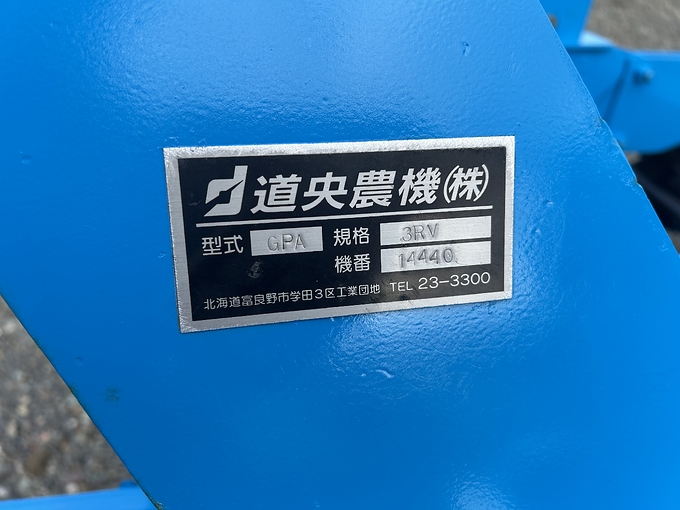 道央農機(株)
型式 GPA 規格 3RV
機番 14440
北海道富良野市学田3区工業団地 TEL 23-3300